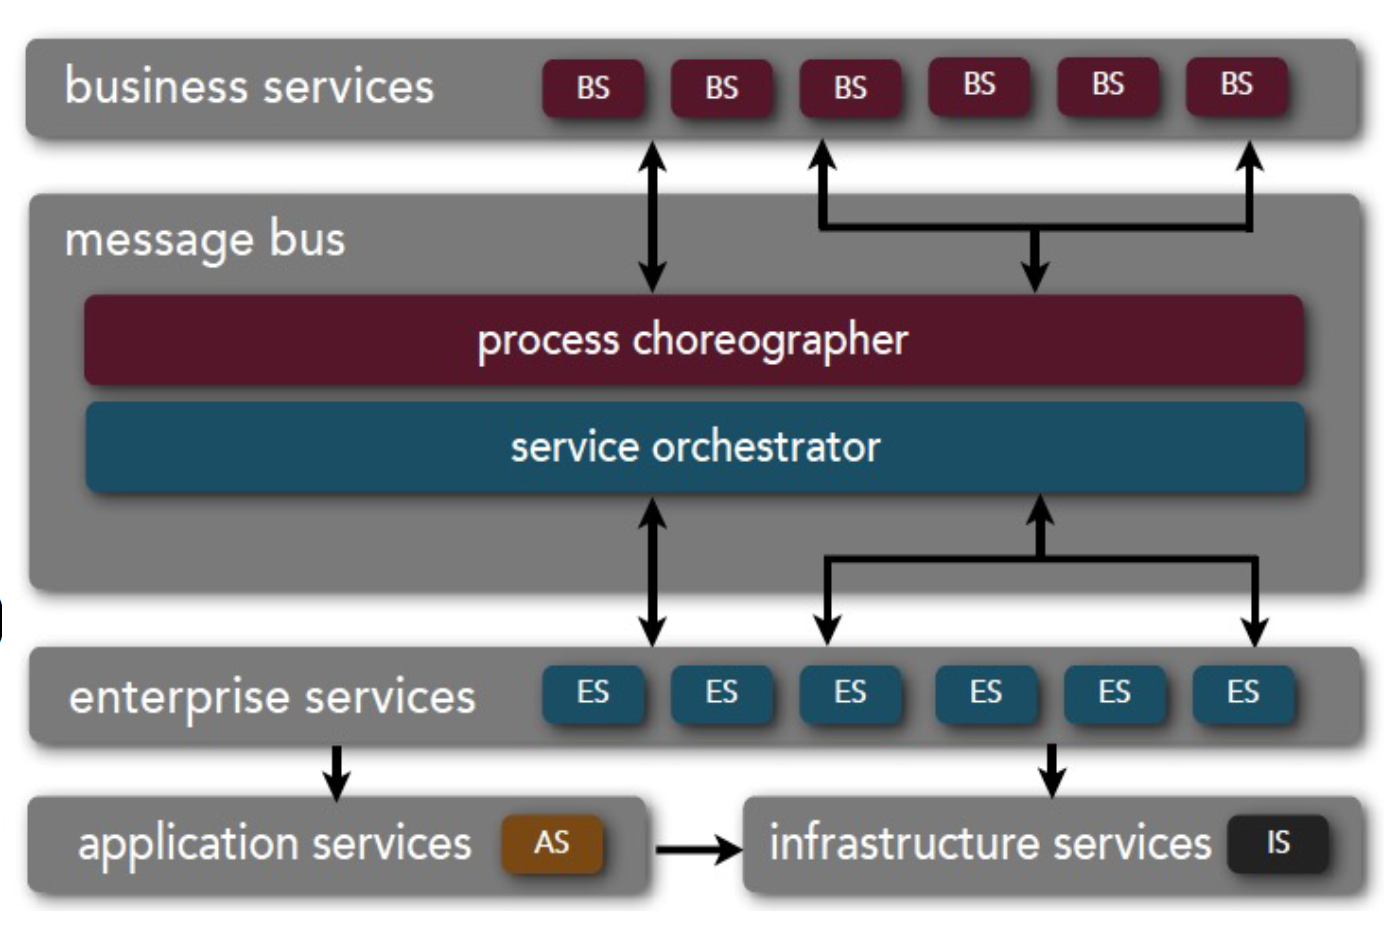 business services BS BS BS BS BS BS
message bus
process choreographer
service orchestrator
enterprise services ES ES ES ES ES ES
application services AS infrastructure services IS